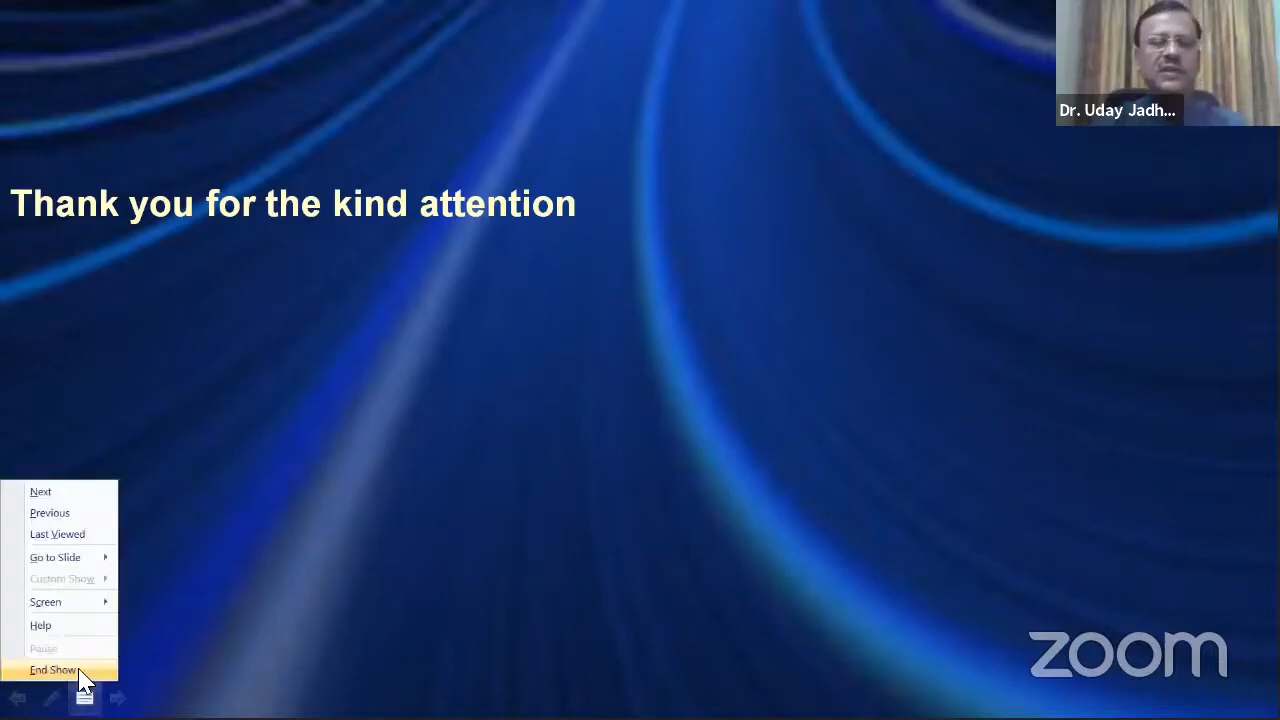 Dr. Uday Jadh...
Thank you for the kind attention
Next
Previous
Last Viewed
Go to Slide
Custom Show
Screen
Help
Pause
End Show
zoom